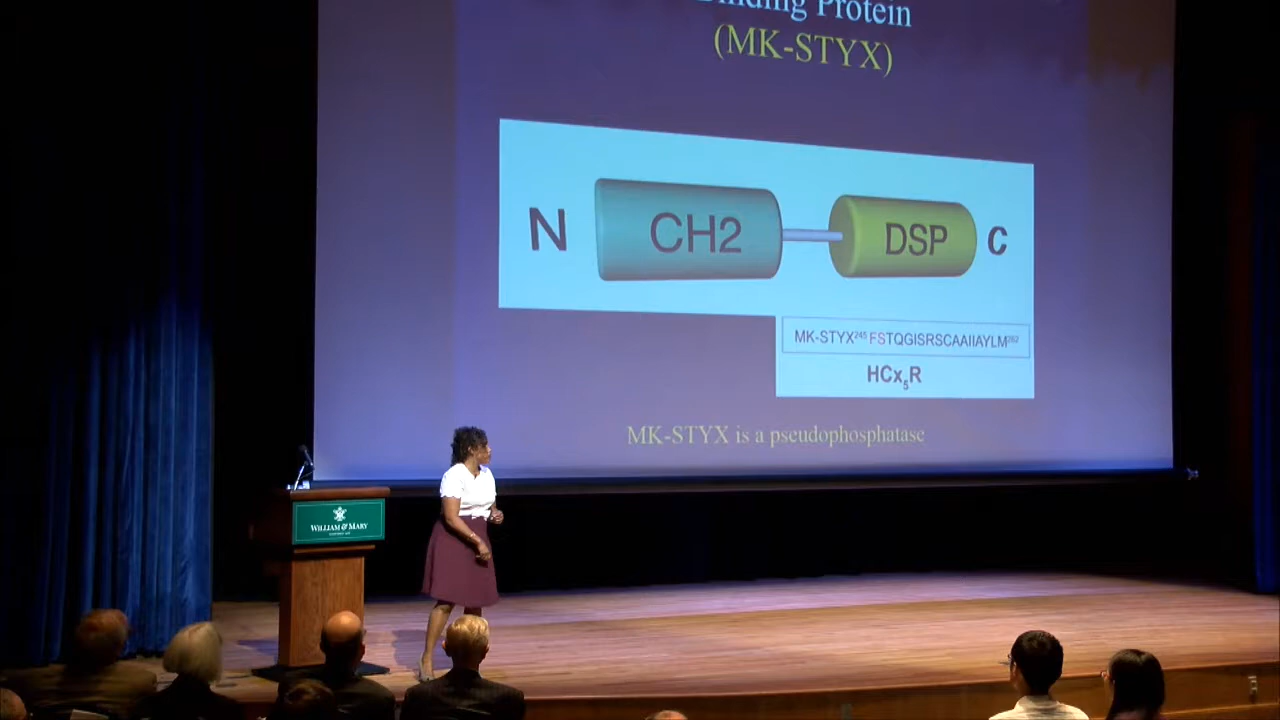 Binding Protein
(MK-STYX)
N CH2 DSP C
MK-STYX²⁴⁵ FSTQGISRSCAAIIAYLM²⁶²
HCx₅R
MK-STYX is a pseudophosphatase
WILLIAM & MARY